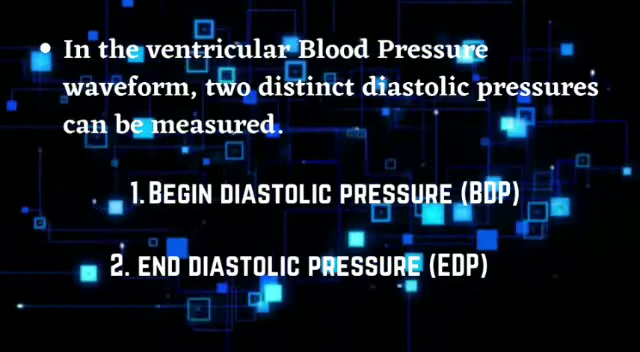 • In the ventricular Blood Pressure
waveform, two distinct diastolic pressures
can be measured.
1. BEGIN DIASTOLIC PRESSURE (BDP)
2. END DIASTOLIC PRESSURE (EDP)